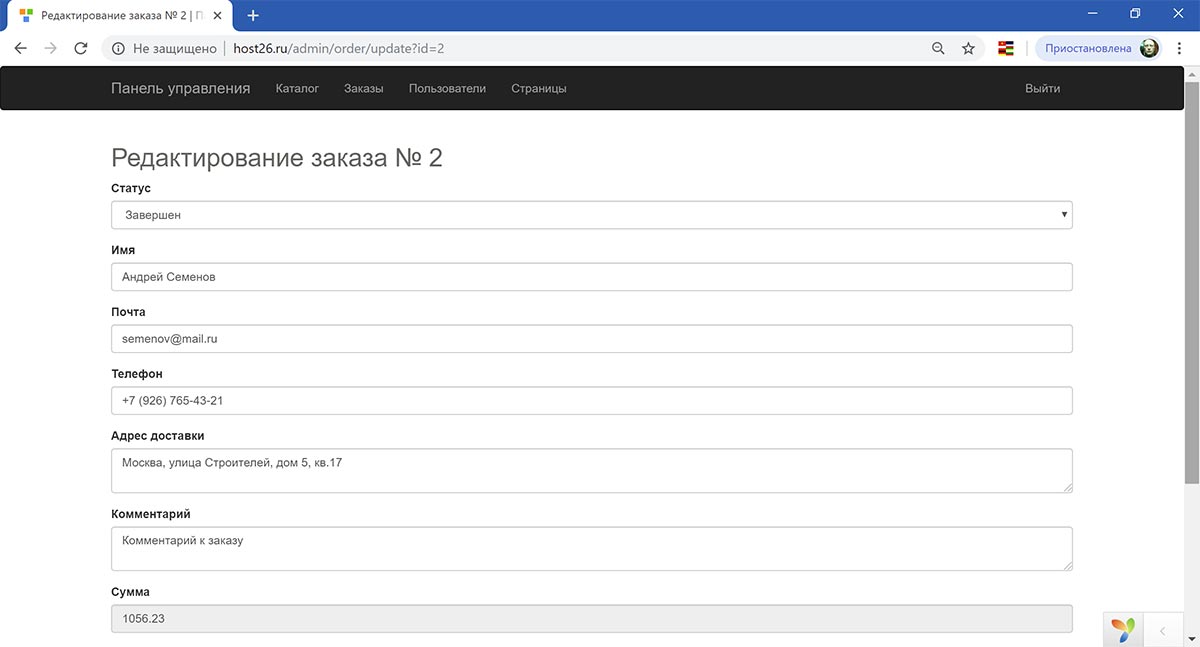 Редактирование заказа № 2 | П
Не защищено
host26.ru/admin/order/update?id=2
Приостановлена
Панель управления Каталог Заказы Пользователи Страницы Выйти
Редактирование заказа № 2
Статус
Завершен
Имя
Андрей Семенов
Почта
semenov@mail.ru
Телефон
+7 (926) 765-43-21
Адрес доставки
Москва, улица Строителей, дом 5, кв.17
Комментарий
Комментарий к заказу
Сумма
1056.23